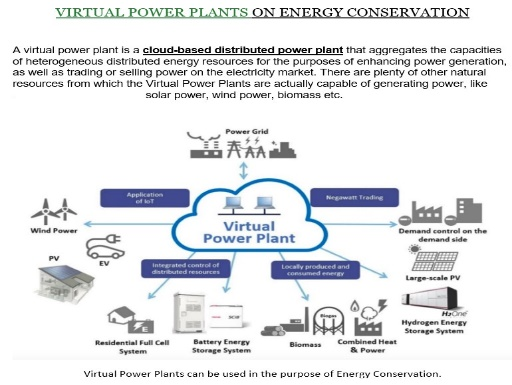 VIRTUAL POWER PLANTS ON ENERGY CONSERVATION
A virtual power plant is a cloud-based distributed power plant that aggregates the capacities
of heterogeneous distributed energy resources for the purposes of enhancing power generation,
as well as trading or selling power on the electricity market. There are plenty of other natural
resources from which the Virtual Power Plants are actually capable of generating power, like
solar power, wind power, biomass etc.
Power Grid
Application
of IoT
Negawatt Trading
Virtual
Power Plant
Wind Power
Demand control on the
demand side
EV
PV
Integrated control of
distributed resources
Locally produced and
consumed energy
Large-scale PV
Biogas
H2One
Residential Full Cell
System
Battery Energy
Storage System
Biomass
Combined Heat
& Power
Hydrogen Energy
Storage System
Virtual Power Plants can be used in the purpose of Energy Conservation.